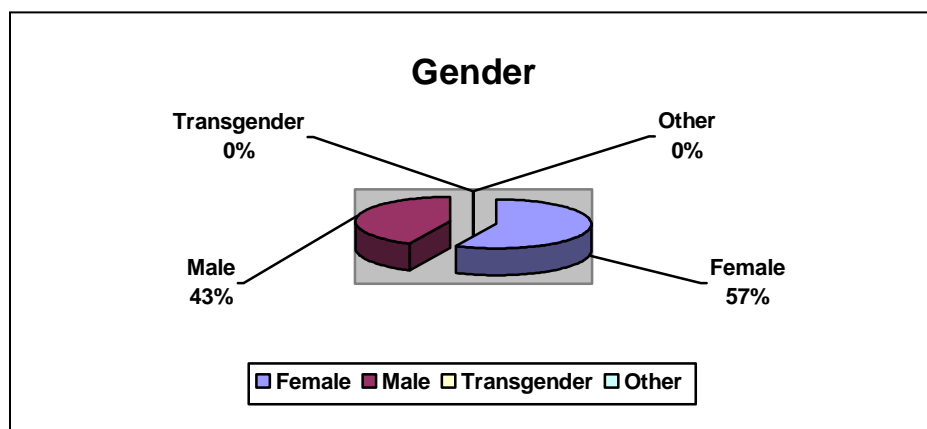 Gender
Transgender
0%
Other
0%
Male
43%
Female
57%
Female Male Transgender Other